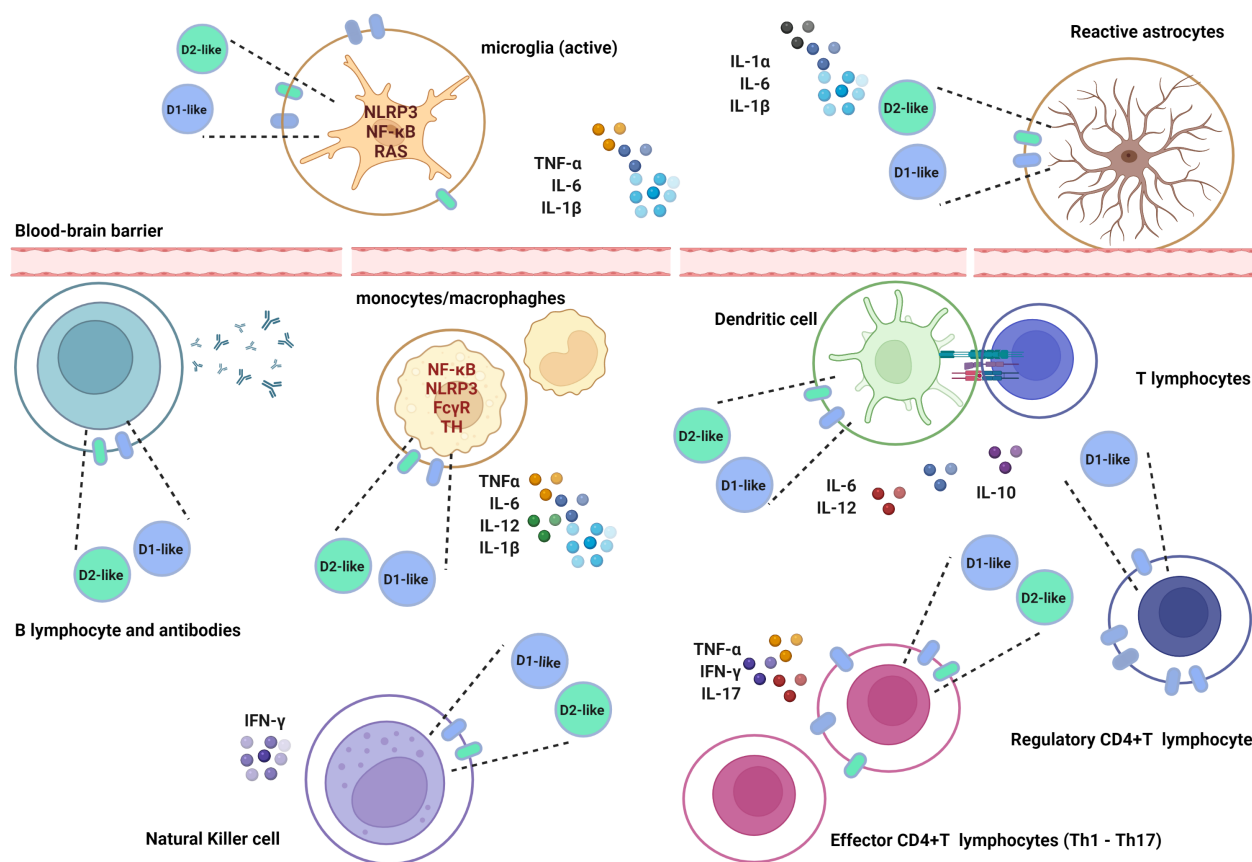 D2-like
D1-like
microglia (active)
NLRP3
NF-κB
RAS
TNF-α
IL-6
IL-1β
IL-1α
IL-6
IL-1β
D2-like
D1-like
Reactive astrocytes
Blood-brain barrier
monocytes/macrophaghes
NF-κB
NLRP3
FcγR
TH
TNFα
IL-6
IL-12
IL-1β
D2-like
D1-like
D1-like
D2-like
B lymphocyte and antibodies
Dendritic cell
T lymphocytes
D2-like
D1-like
IL-6
IL-12
IL-10
D1-like
D1-like
D2-like
TNF-α
IFN-γ
IL-17
Regulatory CD4+T lymphocyte
D1-like
D2-like
IFN-γ
Natural Killer cell
Effector CD4+T lymphocytes (Th1 - Th17)